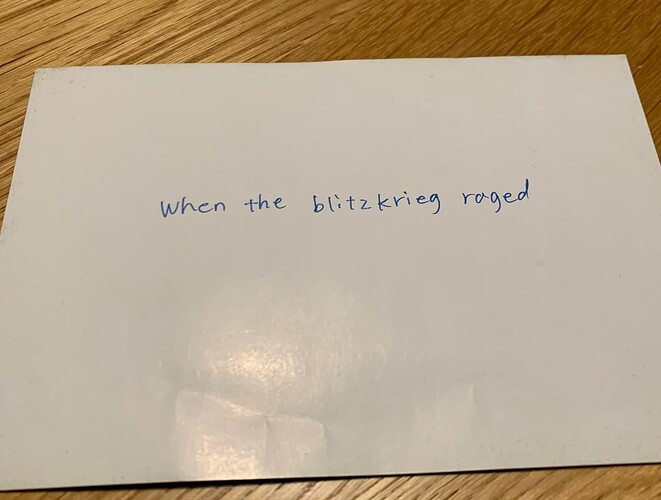 When the blitzkrieg raged